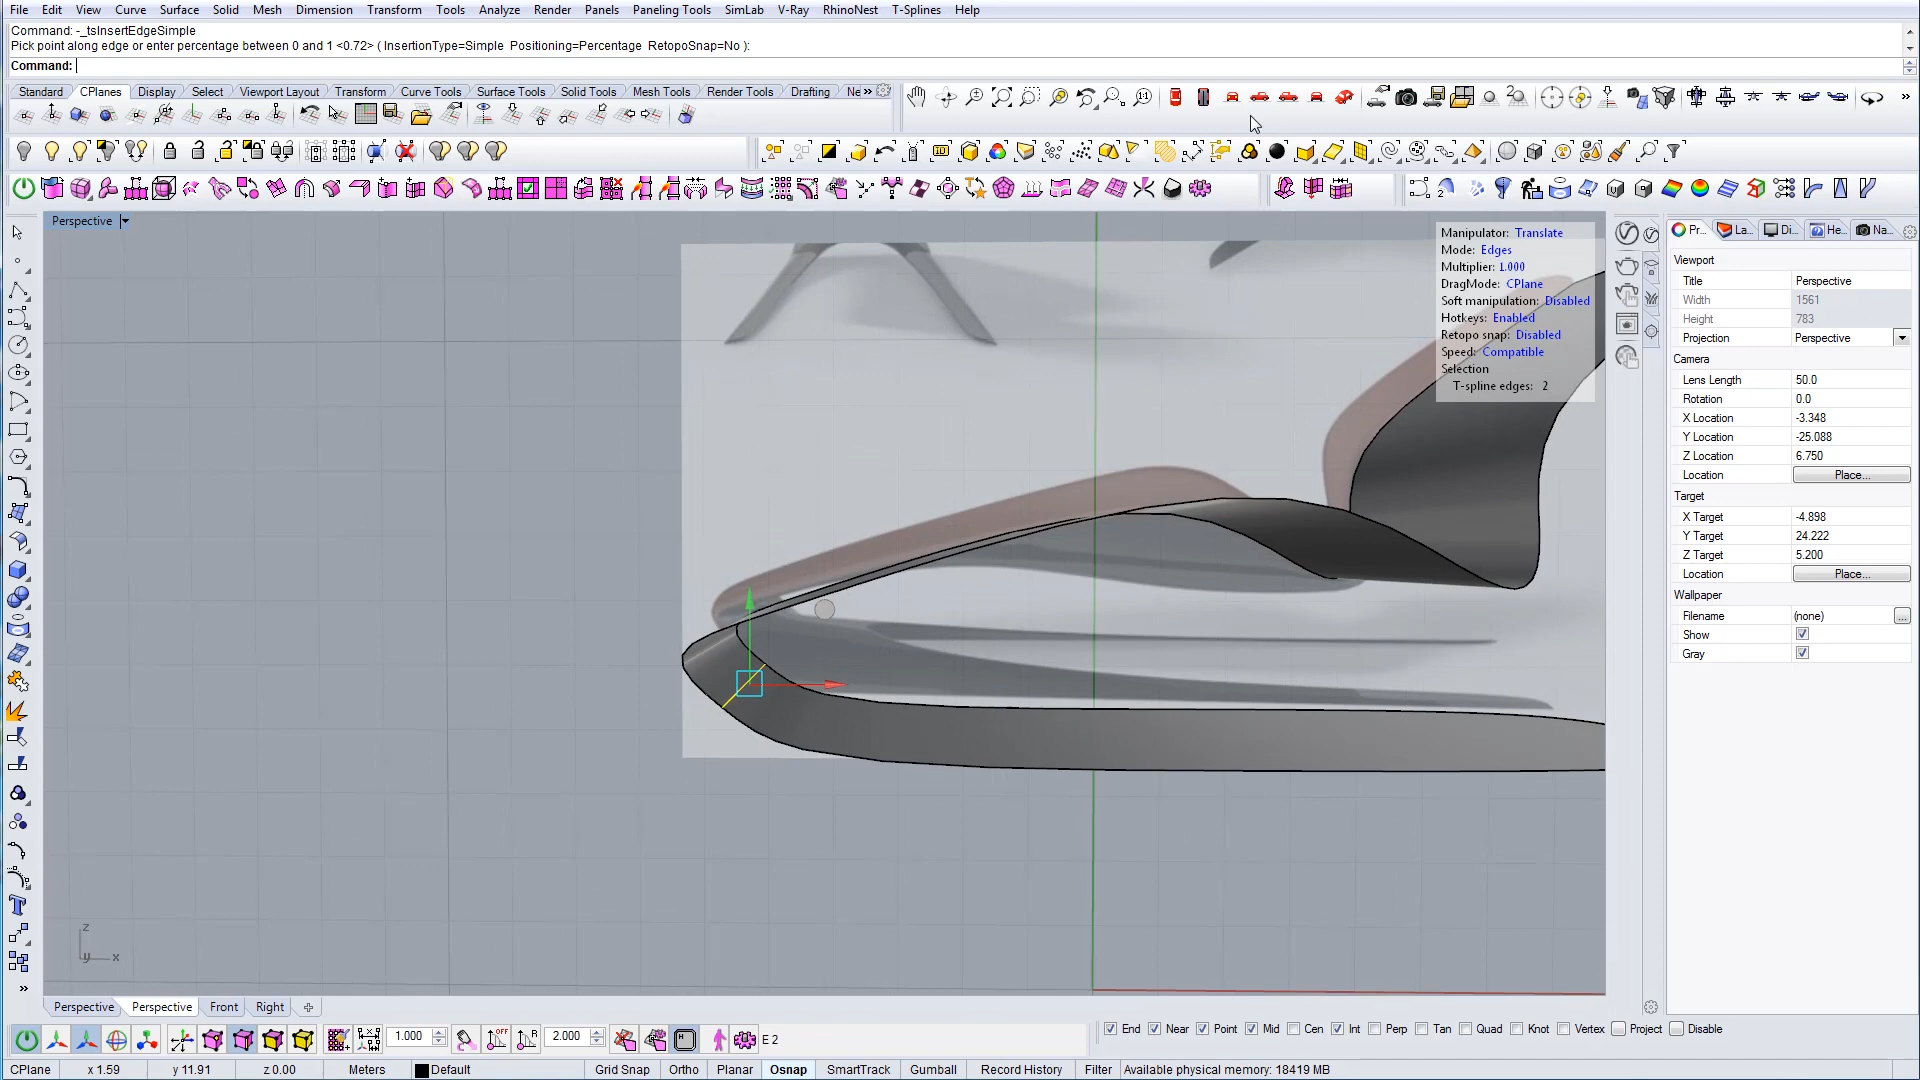 File Edit View Curve Surface Solid Mesh Dimension Transform Tools Analyze Render Panels Paneling Tools SimLab V-Ray RhinoNest T-Splines Help
Command: -_tsInsertEdgeSimple
Pick point along edge or enter percentage between 0 and 1 <0.72> ( InsertionType=Simple Positioning=Percentage RetopoSnap=No ):
Command:
Standard CPlanes Display Select Viewport Layout Transform Curve Tools Surface Tools Solid Tools Mesh Tools Render Tools Drafting Ne »
Perspective
Manipulator: Translate
Mode: Edges
Multiplier: 1.000
DragMode: CPlane
Soft manipulation: Disabled
Hotkeys: Enabled
Retopo snap: Disabled
Speed: Compatible
Selection
T-spline edges: 2
Pr... La... Di... He... Na...
Viewport
Title Perspective
Width 1561
Height 783
Projection Perspective
Camera
Lens Length 50.0
Rotation 0.0
X Location -3.348
Y Location -25.088
Z Location 6.750
Location Place...
Target
X Target -4.898
Y Target 24.222
Z Target 5.200
Location Place...
Wallpaper
Filename (none) ...
Show
Gray
z
y x
Perspective Perspective Front Right
1.000 OFF R 2.000 H E 2
End Near Point Mid Cen Int Perp Tan Quad Knot Vertex Project Disable
CPlane x 1.59 y 11.91 z 0.00 Meters Default Grid Snap Ortho Planar Osnap SmartTrack Gumball Record History Filter Available physical memory: 18419 MB